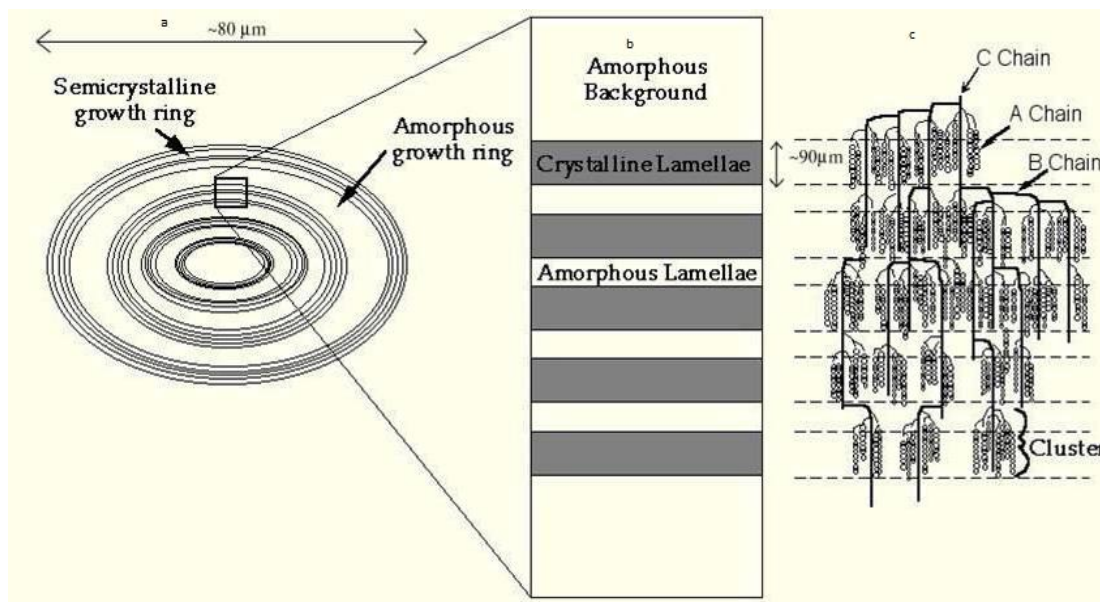 a
~80 µm
Semicrystalline
growth ring
Amorphous
growth ring
b
Amorphous
Background
Crystalline Lamellae
Amorphous Lamellae
~90µm
c
C Chain
A Chain
B Chain
Cluster